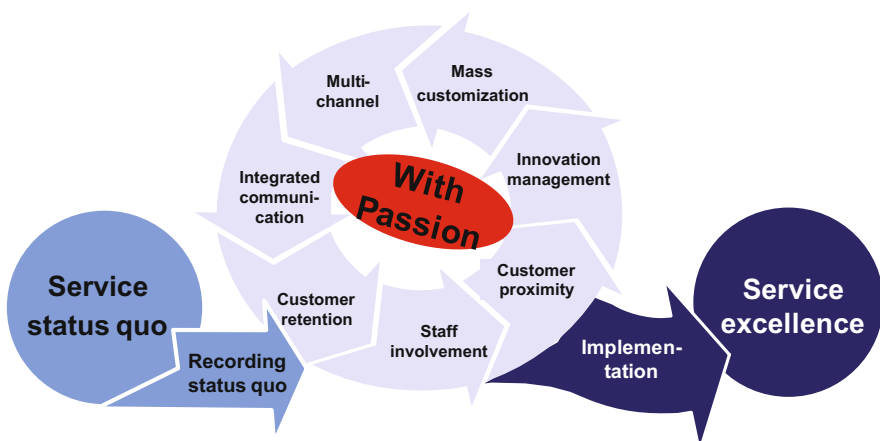 Service
status quo
Recording
status quo
Customer
retention
Integrated
communi-
cation
Multi-
channel
Mass
customization
Innovation
management
Customer
proximity
Staff
involvement
With
Passion
Implemen-
tation
Service
excellence